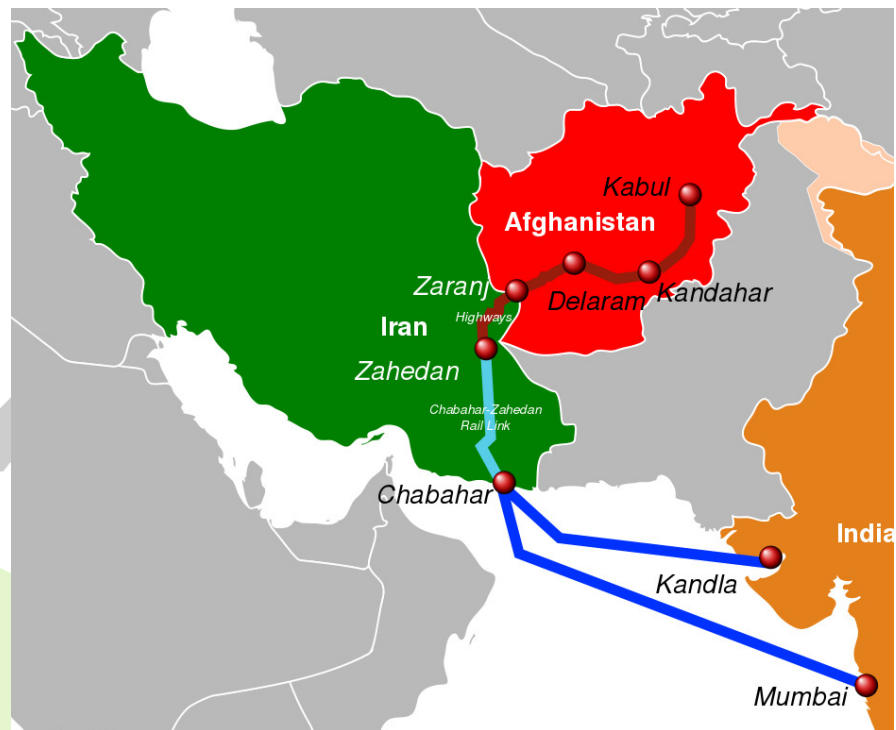 Kabul
Afghanistan
Zaranj
Delaram
Kandahar
Highways
Iran
Zahedan
Chabahar-Zahedan
Rail Link
Chabahar
India
Kandla
Mumbai